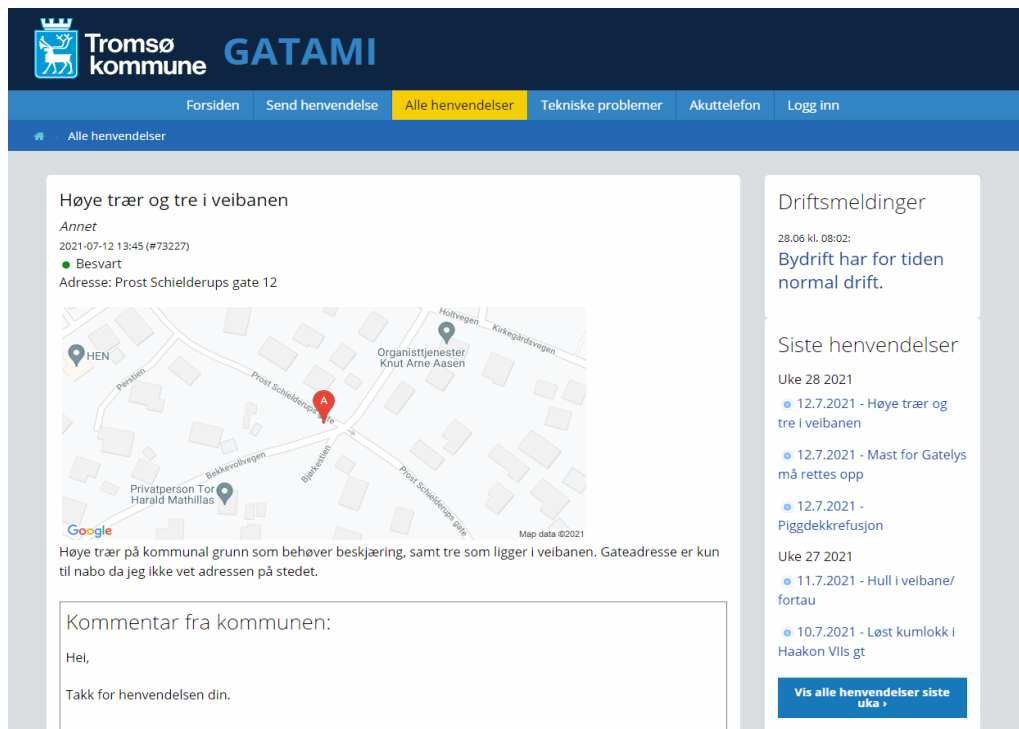 Tromsø
kommune
GATAMI
Forsiden
Send henvendelse
Alle henvendelser
Tekniske problemer
Akuttelefon
Logg inn
Alle henvendelser
Høye trær og tre i veibanen
Annet
2021-07-12 13:45 (#73227)
Besvart
Adresse: Prost Schielderups gate 12
Holtvegen
Kirkegårdsvegen
HEN
Organisttjenester
Knut Arne Aasen
Perstien
Prost Schielderups gate
A
Bekkevollvegen
Bjørkestien
Prost Schielderups gate
Privatperson Tor
Harald Mathillas
Google
Map data ©2021
Høye trær på kommunal grunn som behøver beskjæring, samt tre som ligger i veibanen. Gateadresse er kun
til nabo da jeg ikke vet adressen på stedet.
Kommentar fra kommunen:
Hei,
Takk for henvendelsen din.
Driftsmeldinger
28.06 kl. 08:02:
Bydrift har for tiden
normal drift.
Siste henvendelser
Uke 28 2021
12.7.2021 - Høye trær og
tre i veibanen
12.7.2021 - Mast for Gatelys
må rettes opp
12.7.2021 -
Piggdekkrefusjon
Uke 27 2021
11.7.2021 - Hull i veibane/
fortau
10.7.2021 - Løst kumlokk i
Haakon VIIs gt
Vis alle henvendelser siste
uka ›